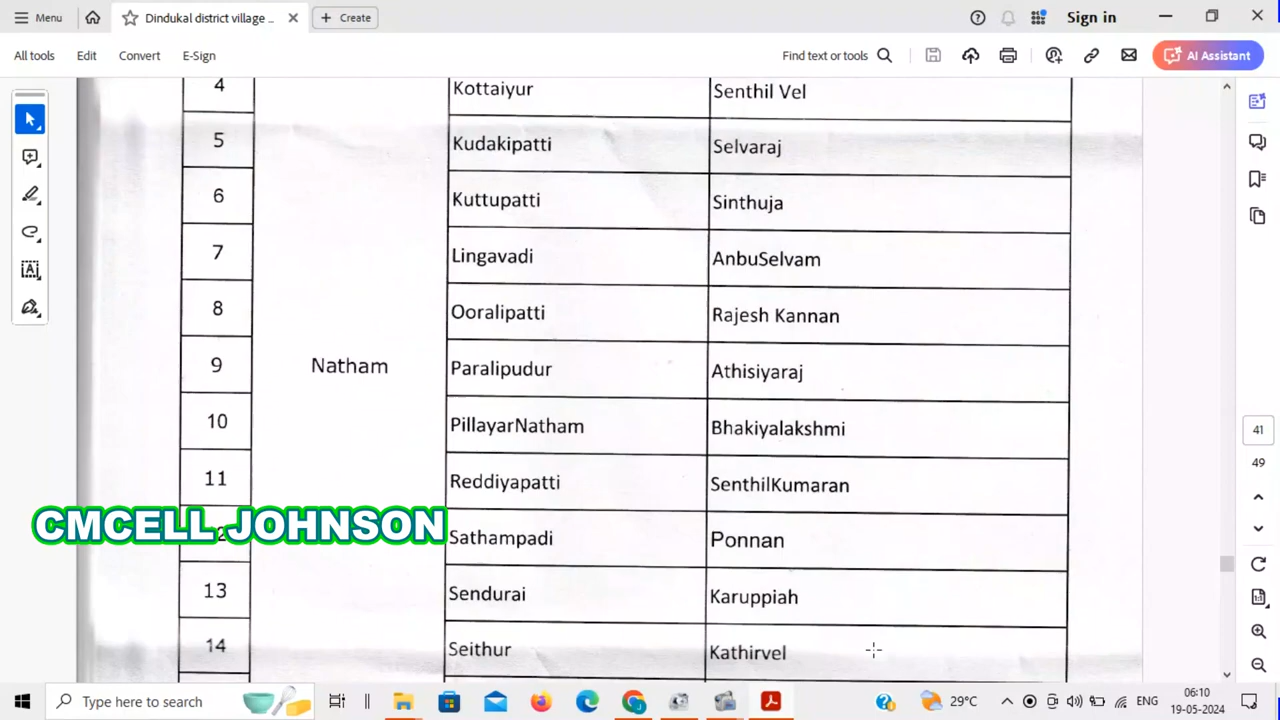 Menu
Dindukal district village ...
Create
Sign in
All tools Edit Convert E-Sign
Find text or tools
AI Assistant
4 Kottaiyur Senthil Vel
5 Kudakipatti Selvaraj
6 Kuttupatti Sinthuja
7 Lingavadi AnbuSelvam
8 Ooralipatti Rajesh Kannan
9 Natham Paralipudur Athisiyaraj
10 PillayarNatham Bhakiyalakshmi
11 Reddiyapatti SenthilKumaran
CMCELL JOHNSON
Sathampadi Ponnan
13 Sendurai Karuppiah
14 Seithur Kathirvel
41
49
Type here to search
29°C
ENG
06:10
19-05-2024